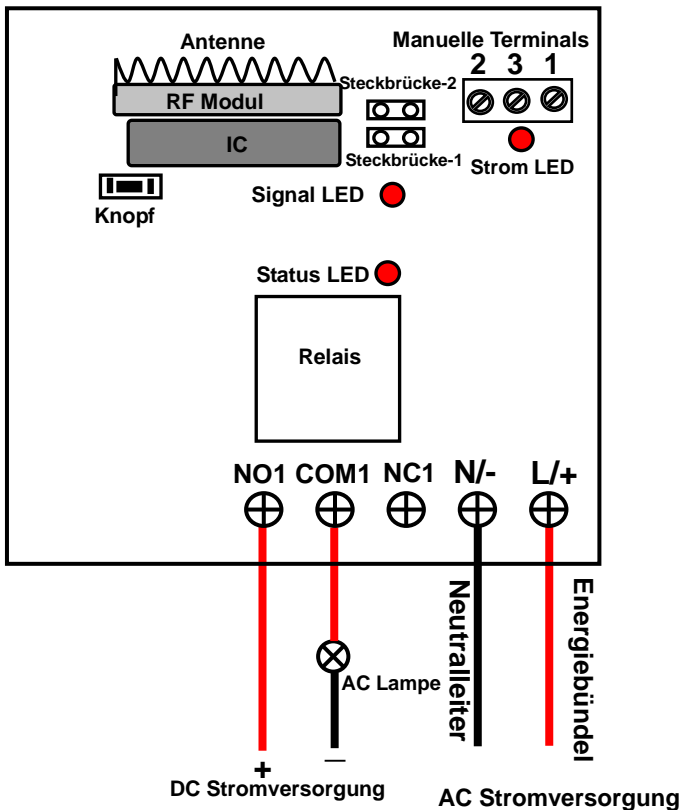 Antenne
Manuelle Terminals
2 3 1
Steckbrücke-2
RF Modul
IC
Steckbrücke-1
Strom LED
Signal LED
Knopf
Status LED
Relais
NO1 COM1 NC1 N/- L/+
Neutralleiter
Energiebündel
AC Lampe
+ –
DC Stromversorgung
AC Stromversorgung